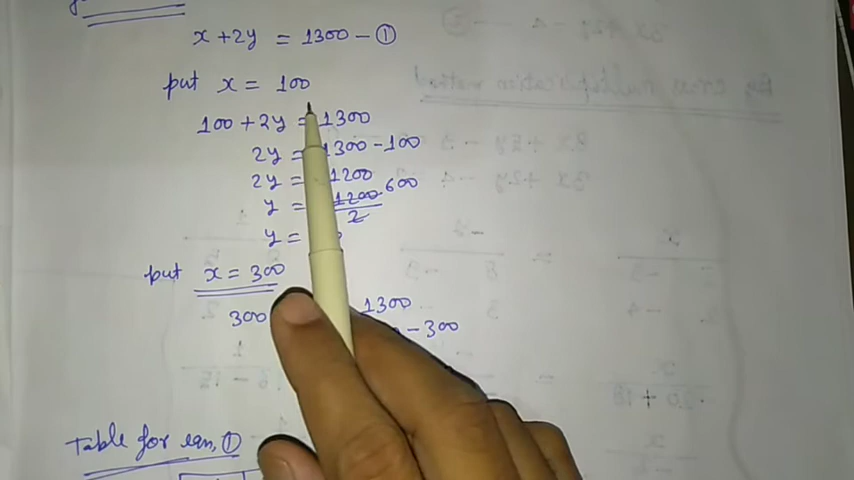 x + 2y = 1300 – ①
put x = 100
100 + 2y = 1300
2y = 1300 - 100
2y = 1200
y = 1200/2 600
y =
put x = 300
300 1300
- 300
Table for eqn, ①